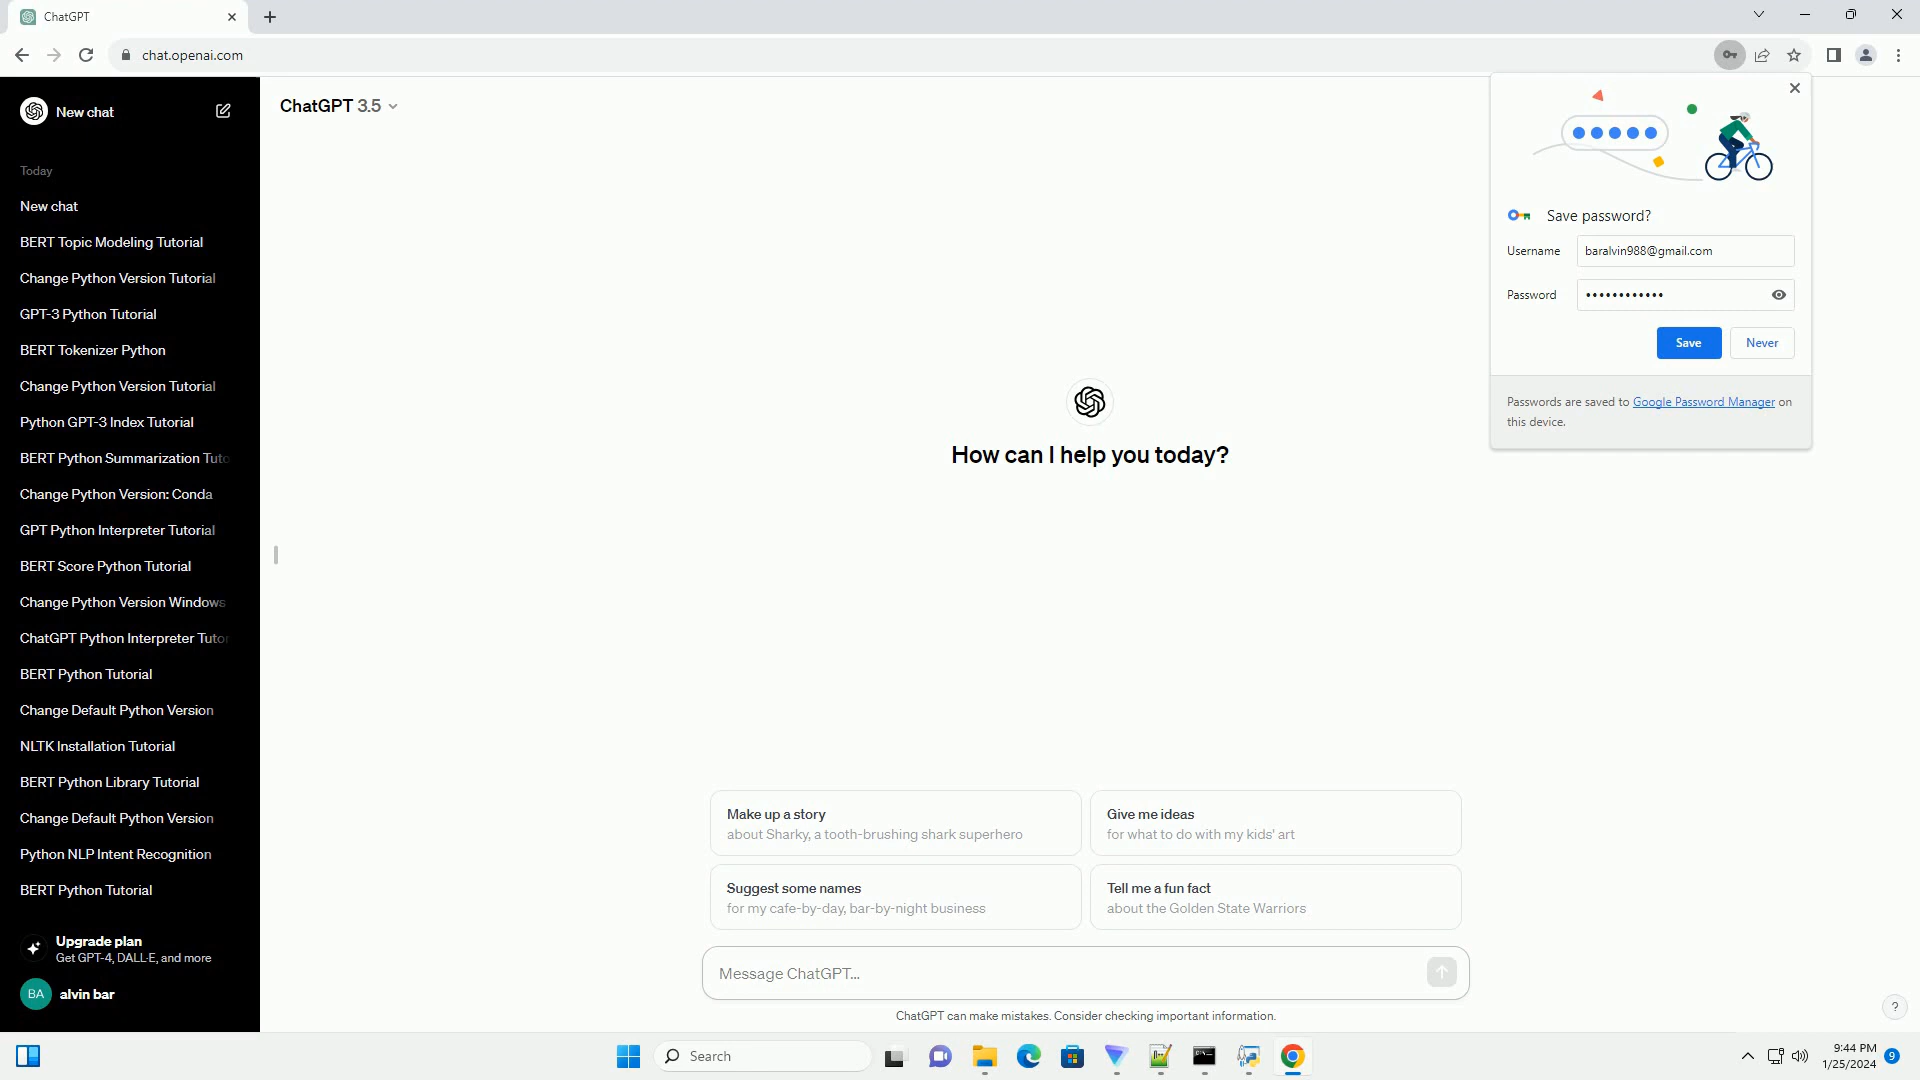 ChatGPT
chat.openai.com
New chat
Today
New chat
BERT Topic Modeling Tutorial
Change Python Version Tutorial
GPT-3 Python Tutorial
BERT Tokenizer Python
Change Python Version Tutorial
Python GPT-3 Index Tutorial
BERT Python Summarization Tuto
Change Python Version: Conda
GPT Python Interpreter Tutorial
BERT Score Python Tutorial
Change Python Version Windows
ChatGPT Python Interpreter Tutor
BERT Python Tutorial
Change Default Python Version
NLTK Installation Tutorial
BERT Python Library Tutorial
Change Default Python Version
Python NLP Intent Recognition
BERT Python Tutorial
Upgrade plan
Get GPT-4, DALL·E, and more
BA alvin bar
ChatGPT 3.5
How can I help you today?
Make up a story
about Sharky, a tooth-brushing shark superhero
Give me ideas
for what to do with my kids' art
Suggest some names
for my cafe-by-day, bar-by-night business
Tell me a fun fact
about the Golden State Warriors
Message ChatGPT...
ChatGPT can make mistakes. Consider checking important information.
?
Save password?
Username baralvin988@gmail.com
Password ••••••••••••
Save Never
Passwords are saved to Google Password Manager on
this device.
Search
9:44 PM
1/25/2024
9